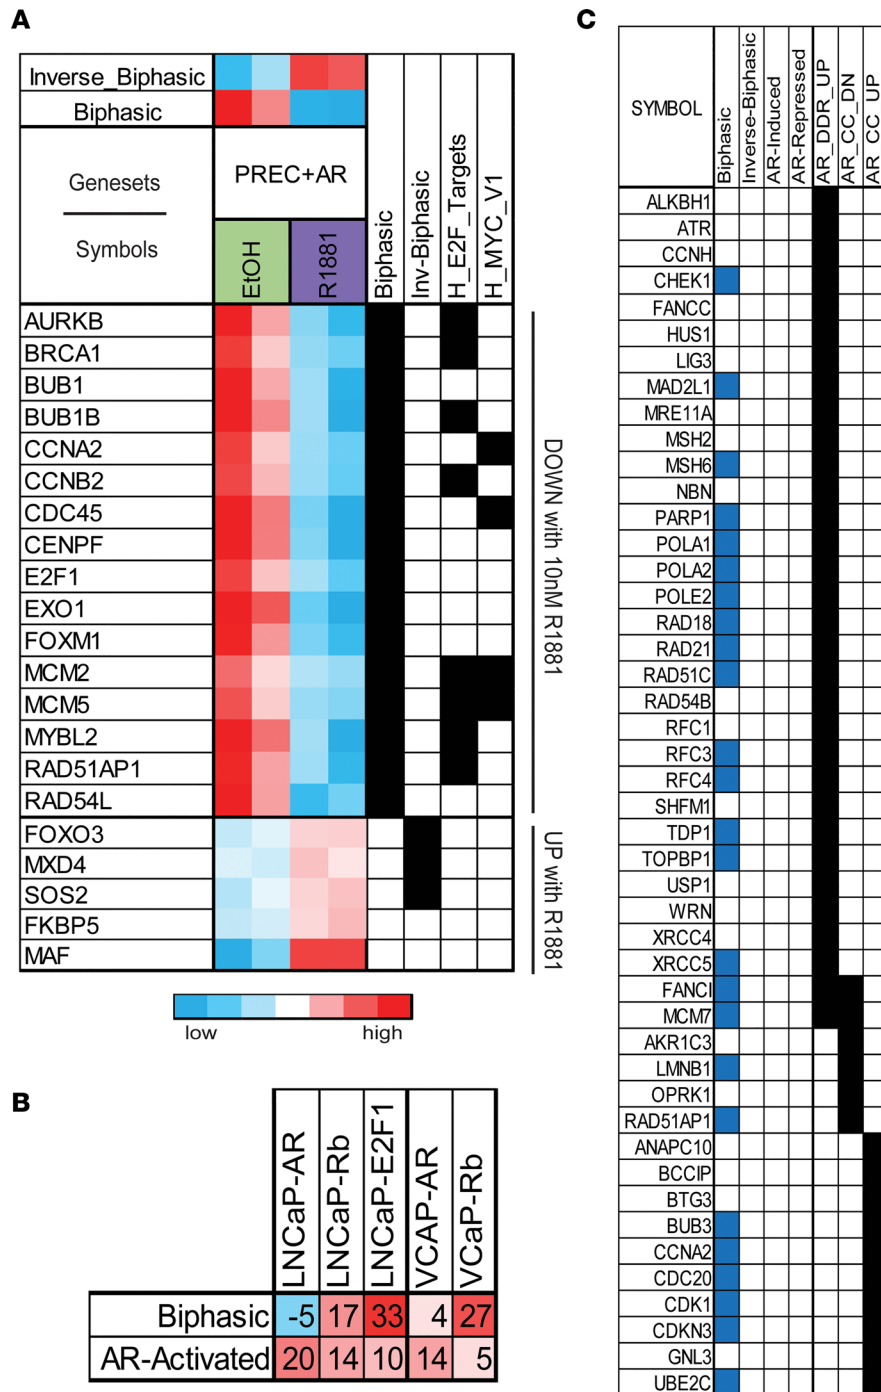 A
Inverse_Biphasic
Biphasic
Genesets
Symbols
PREC+AR
EtOH
R1881
Biphasic
Inv-Biphasic
H_E2F_Targets
H_MYC_V1
AURKB
BRCA1
BUB1
BUB1B
CCNA2
CCNB2
CDC45
CENPF
E2F1
EXO1
FOXM1
MCM2
MCM5
MYBL2
RAD51AP1
RAD54L
FOXO3
MXD4
SOS2
FKBP5
MAF
DOWN with 10nM R1881
UP with R1881
low high
B
LNCaP-AR
LNCaP-Rb
LNCaP-E2F1
VCAP-AR
VCaP-Rb
Biphasic -5 17 33 4 27
AR-Activated 20 14 10 14 5
C
SYMBOL
Biphasic
Inverse-Biphasic
AR-Induced
AR-Repressed
AR_DDR_UP
AR_CC_DN
AR_CC_UP
ALKBH1
ATR
CCNH
CHEK1
FANCC
HUS1
LIG3
MAD2L1
MRE11A
MSH2
MSH6
NBN
PARP1
POLA1
POLA2
POLE2
RAD18
RAD21
RAD51C
RAD54B
RFC1
RFC3
RFC4
SHFM1
TDP1
TOPBP1
USP1
WRN
XRCC4
XRCC5
FANCI
MCM7
AKR1C3
LMNB1
OPRK1
RAD51AP1
ANAPC10
BCCIP
BTG3
BUB3
CCNA2
CDC20
CDK1
CDKN3
GNL3
UBE2C